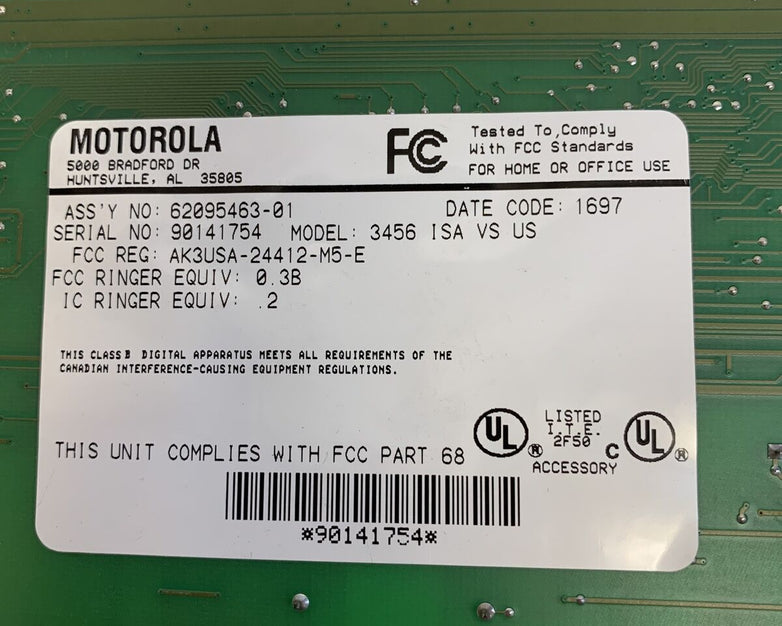 MOTOROLA
5000 BRADFORD DR
HUNTSVILLE, AL 35805
FC
Tested To Comply
With FCC Standards
FOR HOME OR OFFICE USE
ASS'Y NO: 62095463-01 DATE CODE: 1697
SERIAL NO: 90141754 MODEL: 3456 ISA VS US
FCC REG: AK3USA-24412-M5-E
FCC RINGER EQUIV: 0.3B
IC RINGER EQUIV: .2
THIS CLASS B DIGITAL APPARATUS MEETS ALL REQUIREMENTS OF THE
CANADIAN INTERFERENCE-CAUSING EQUIPMENT REGULATIONS.
THIS UNIT COMPLIES WITH FCC PART 68
UL ®
LISTED
I.T.E.
2F50
ACCESSORY
C UL ®
*90141754*